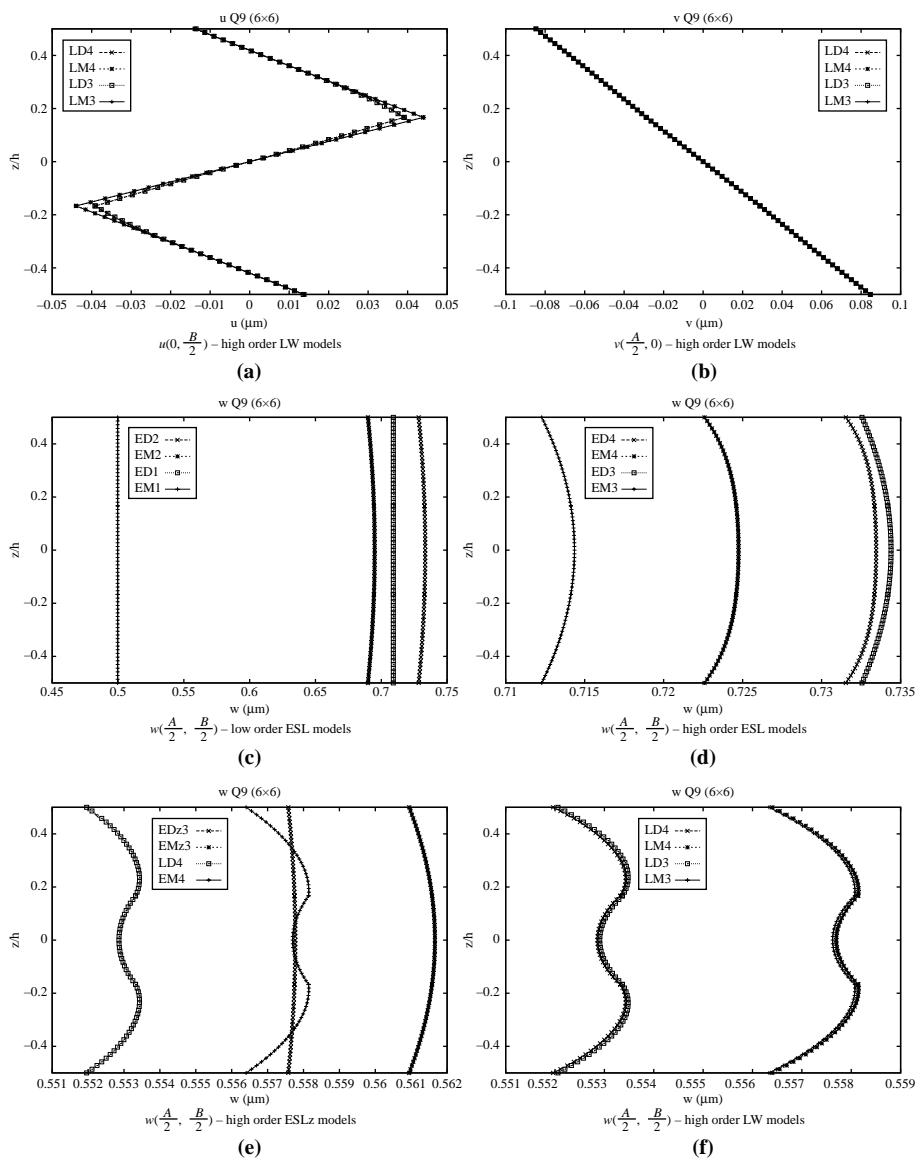 u Q9 (6×6)
LD4
LM4
LD3
LM3
z/h
0.4
0.2
0
−0.2
−0.4
−0.05 −0.04 −0.03 −0.02 −0.01 0 0.01 0.02 0.03 0.04 0.05
u (μm)
u(0, B/2) – high order LW models
(a)
v Q9 (6×6)
LD4
LM4
LD3
LM3
z/h
0.4
0.2
0
−0.2
−0.4
−0.1 −0.08 −0.06 −0.04 −0.02 0 0.02 0.04 0.06 0.08 0.1
v (μm)
v(A/2, 0) – high order LW models
(b)
w Q9 (6×6)
ED2
EM2
ED1
EM1
z/h
0.4
0.2
0
−0.2
−0.4
0.45 0.5 0.55 0.6 0.65 0.7 0.75
w (μm)
w(A/2, B/2) – low order ESL models
(c)
w Q9 (6×6)
ED4
EM4
ED3
EM3
z/h
0.4
0.2
0
−0.2
−0.4
0.71 0.715 0.72 0.725 0.73 0.735
w (μm)
w(A/2, B/2) – high order ESL models
(d)
w Q9 (6×6)
EDz3
EMz3
LD4
EM4
z/h
0.4
0.2
0
−0.2
−0.4
0.551 0.552 0.553 0.554 0.555 0.556 0.557 0.558 0.559 0.56 0.561 0.562
w (μm)
w(A/2, B/2) – high order ESLz models
(e)
w Q9 (6×6)
LD4
LM4
LD3
LM3
z/h
0.4
0.2
0
−0.2
−0.4
0.551 0.552 0.553 0.554 0.555 0.556 0.557 0.558 0.559
w (μm)
w(A/2, B/2) – high order LW models
(f)